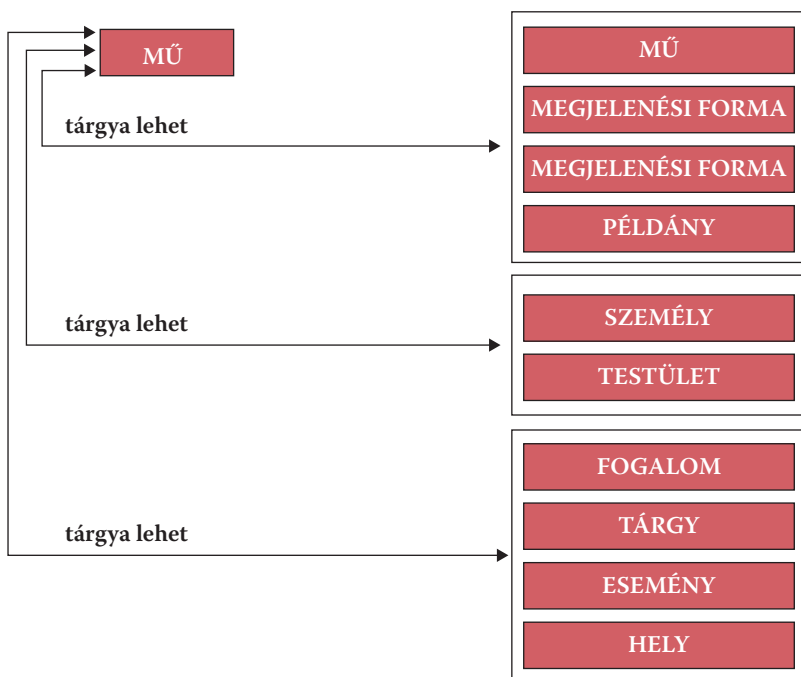 MŰ
tárgya lehet
MŰ
MEGJELENÉSI FORMA
MEGJELENÉSI FORMA
PÉLDÁNY
tárgya lehet
SZEMÉLY
TESTÜLET
tárgya lehet
FOGALOM
TÁRGY
ESEMÉNY
HELY